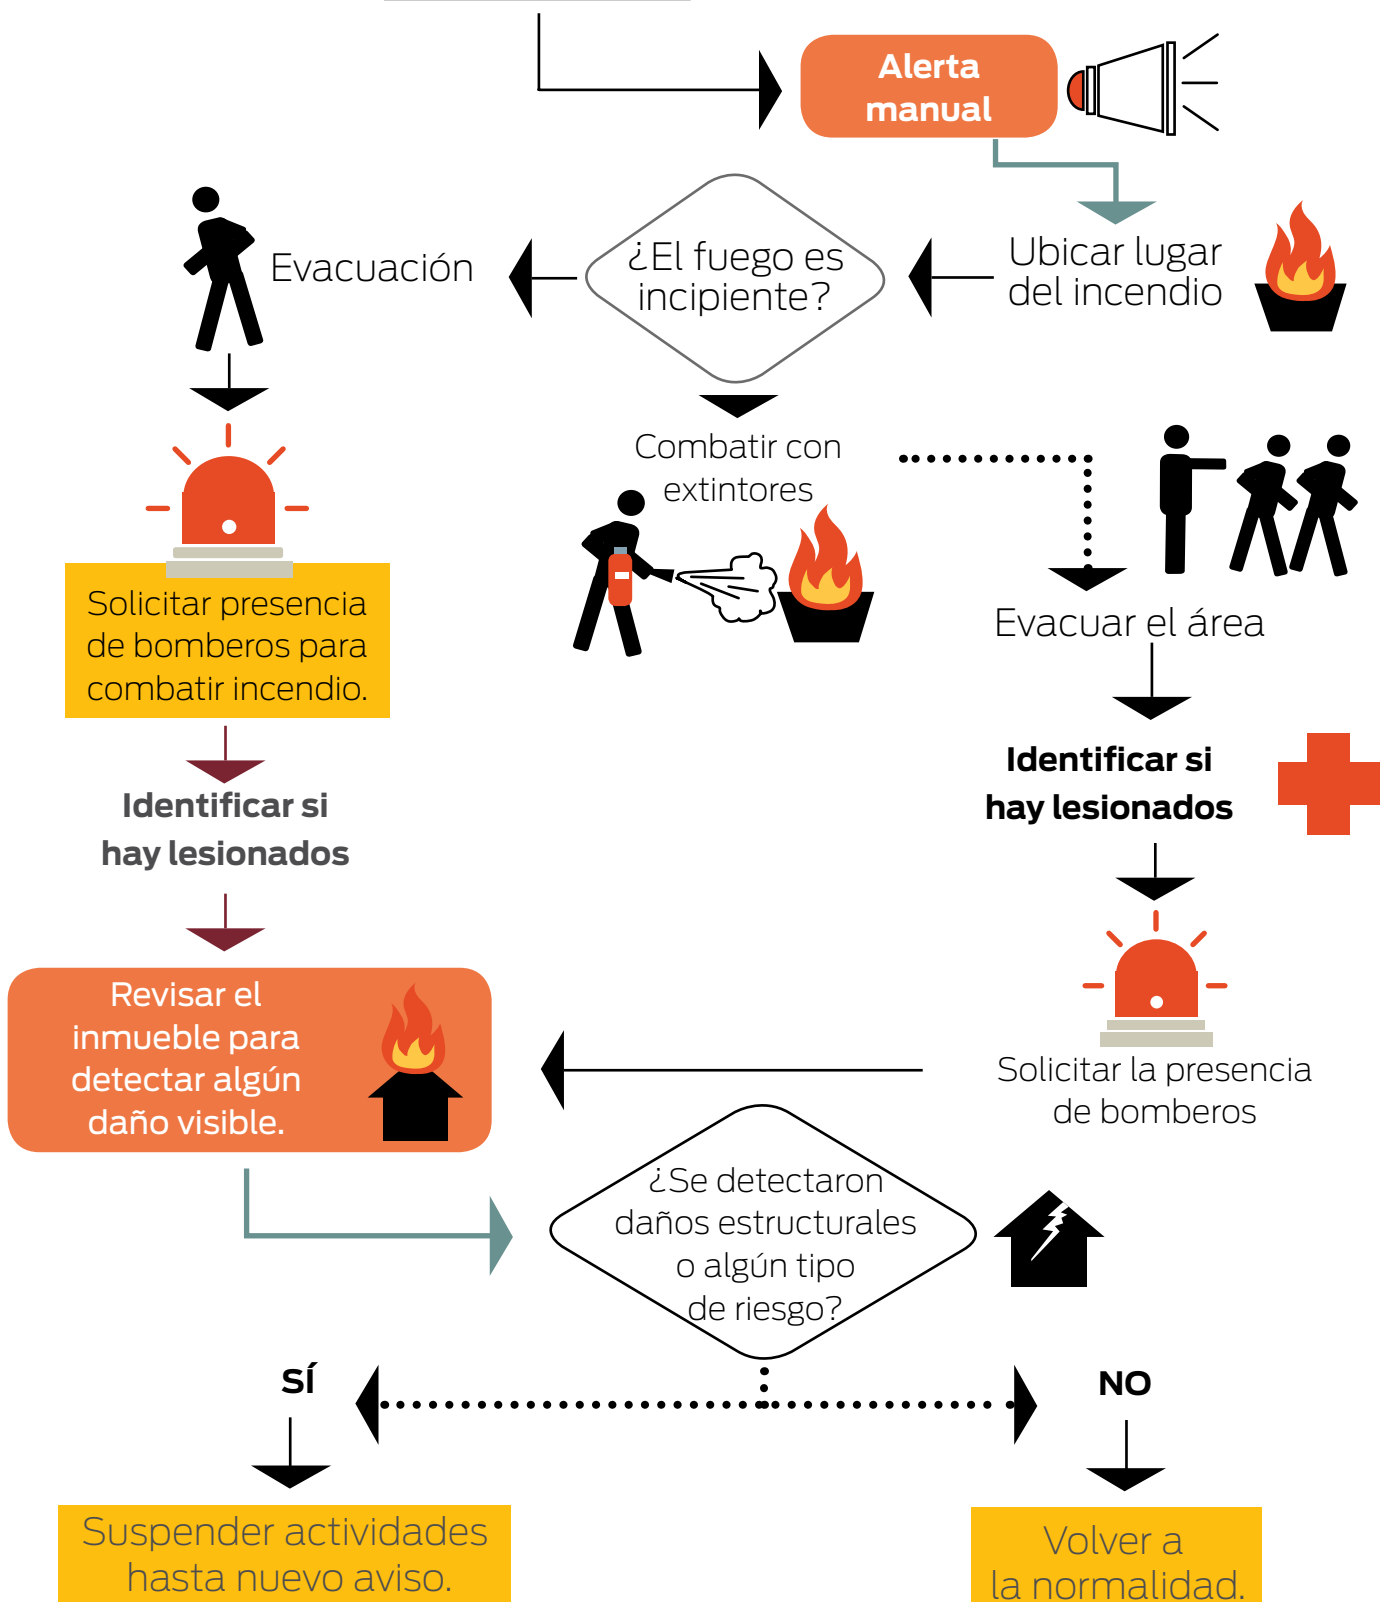 Alerta
manual
Ubicar lugar
del incendio
¿El fuego es
incipiente?
Evacuación
Combatir con
extintores
Solicitar presencia
de bomberos para
combatir incendio.
Evacuar el área
Identificar si
hay lesionados
Identificar si
hay lesionados
Solicitar la presencia
de bomberos
Revisar el
inmueble para
detectar algún
daño visible.
¿Se detectaron
daños estructurales
o algún tipo
de riesgo?
SÍ
NO
Suspender actividades
hasta nuevo aviso.
Volver a
la normalidad.